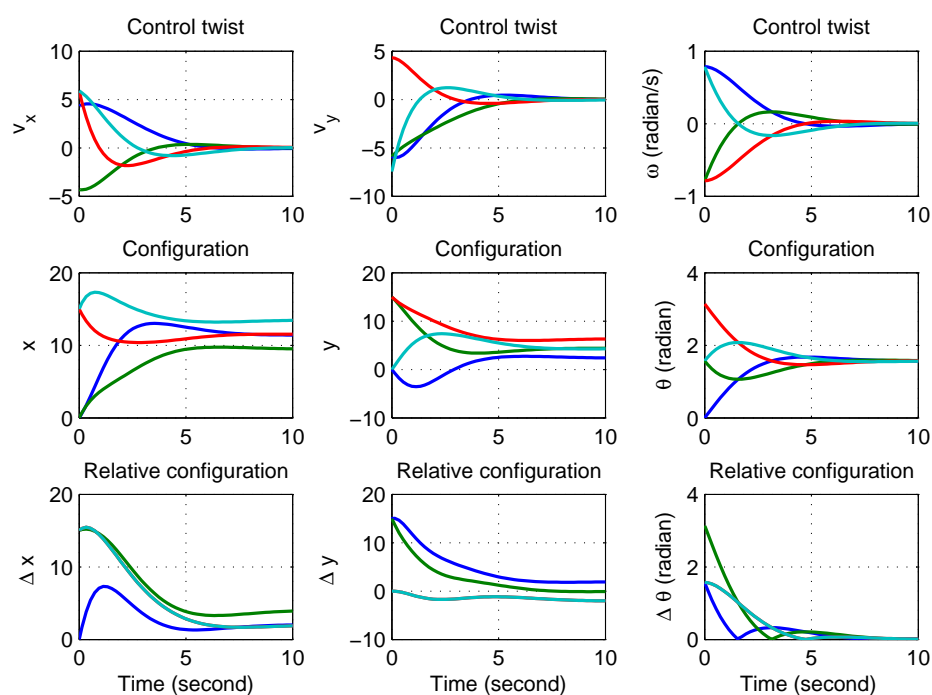 Control twist
Control twist
Control twist
10
5
0
−5
v_x
0
5
10
5
0
−5
−10
v_y
0
5
10
1
0
−1
ω (radian/s)
0
5
10
Configuration
Configuration
Configuration
20
10
0
x
0
5
10
20
10
0
−10
y
0
5
10
4
2
0
θ (radian)
0
5
10
Relative configuration
Relative configuration
Relative configuration
20
10
0
Δ x
0
5
10
Time (second)
20
10
0
−10
Δ y
0
5
10
Time (second)
4
2
0
Δ θ (radian)
0
5
10
Time (second)